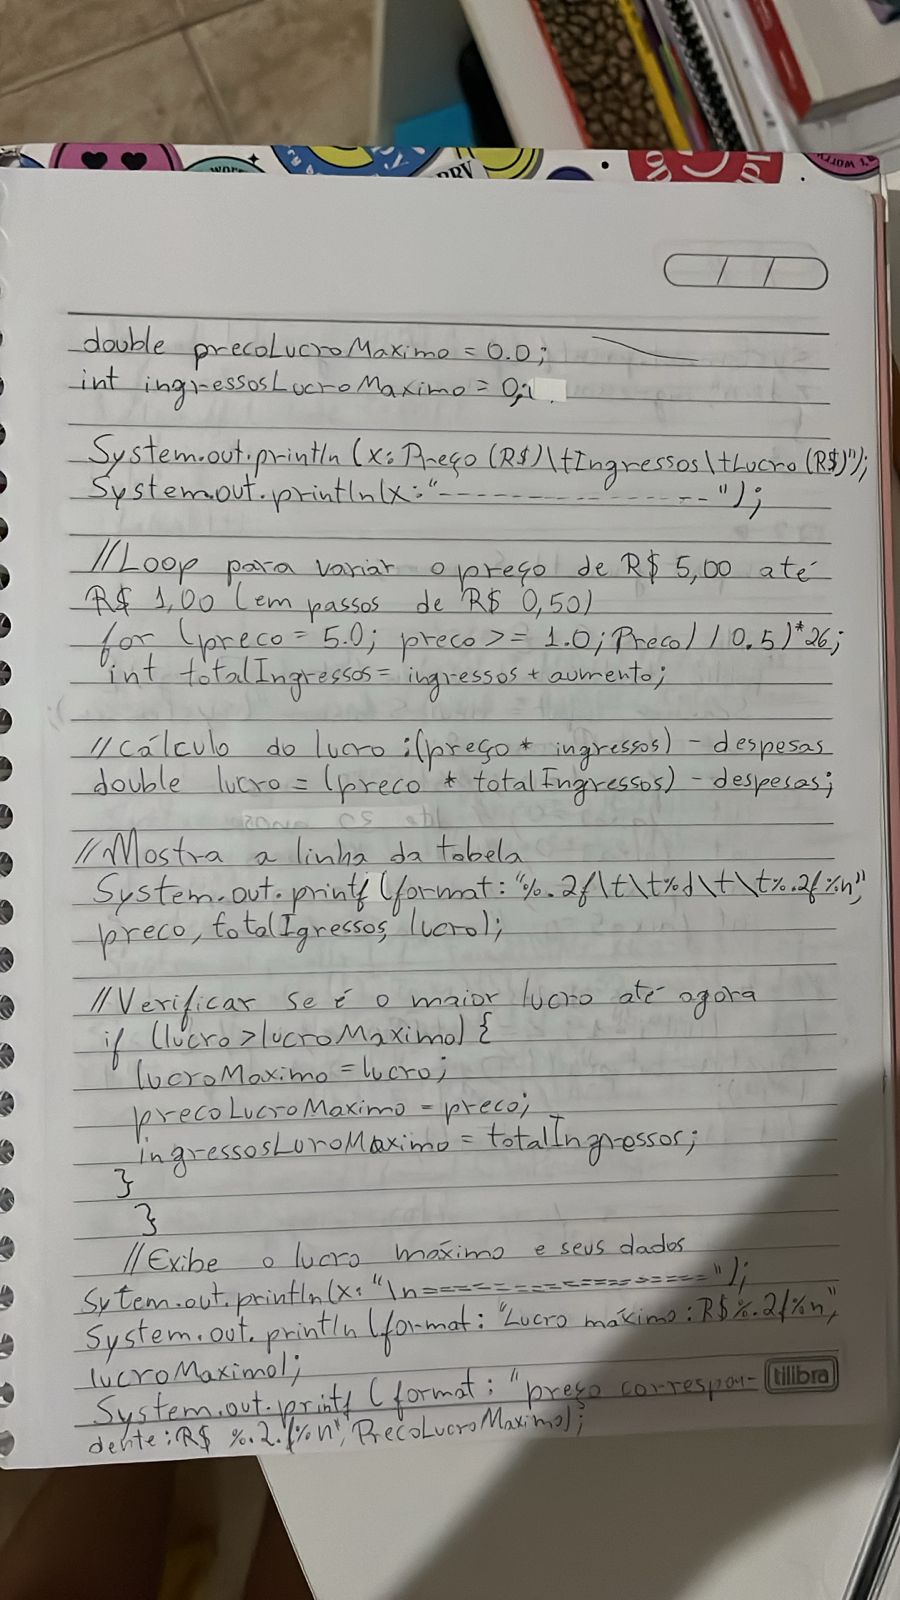 double precoLucroMaximo = 0.0;
int ingressosLucroMaximo = 0;
System.out.println (x: Preço (R$)\tIngressos\tLucro (R$)");
System.out.println(x: "----------------");
//Loop para variar o preço de R$ 5,00 até
R$ 1,00 (em passos de R$ 0,50)
for (preco = 5.0; preco >= 1.0; Preco) / 0.5) * 26;
int totalIngressos = ingressos + aumento;
//Cálculo do lucro : (preço * ingressos) - despesas
double lucro = (preco * totalIngressos) - despesas;
//Mostra a linha da tabela
System.out.printf (format: "%.2f\t\t%d\t\t%.2f%n",
preco, totalIgressos, lucro);
//Verificar se é o maior lucro até agora
if (lucro > lucroMaximo) {
lucroMaximo = lucro;
precoLucroMaximo = preco;
ingressosLuroMaximo = totalIngressos;
}
}
//Exibe o lucro máximo e seus dados
Sytem.out.println(x: "\n====================");
System.out.println (format: "Lucro máximo: R$%.2f%n",
lucroMaximo);
System.out.printf (format: "preço correspon-
dente: R$ %.2.f%n", PrecoLucroMaximo);
tilibra